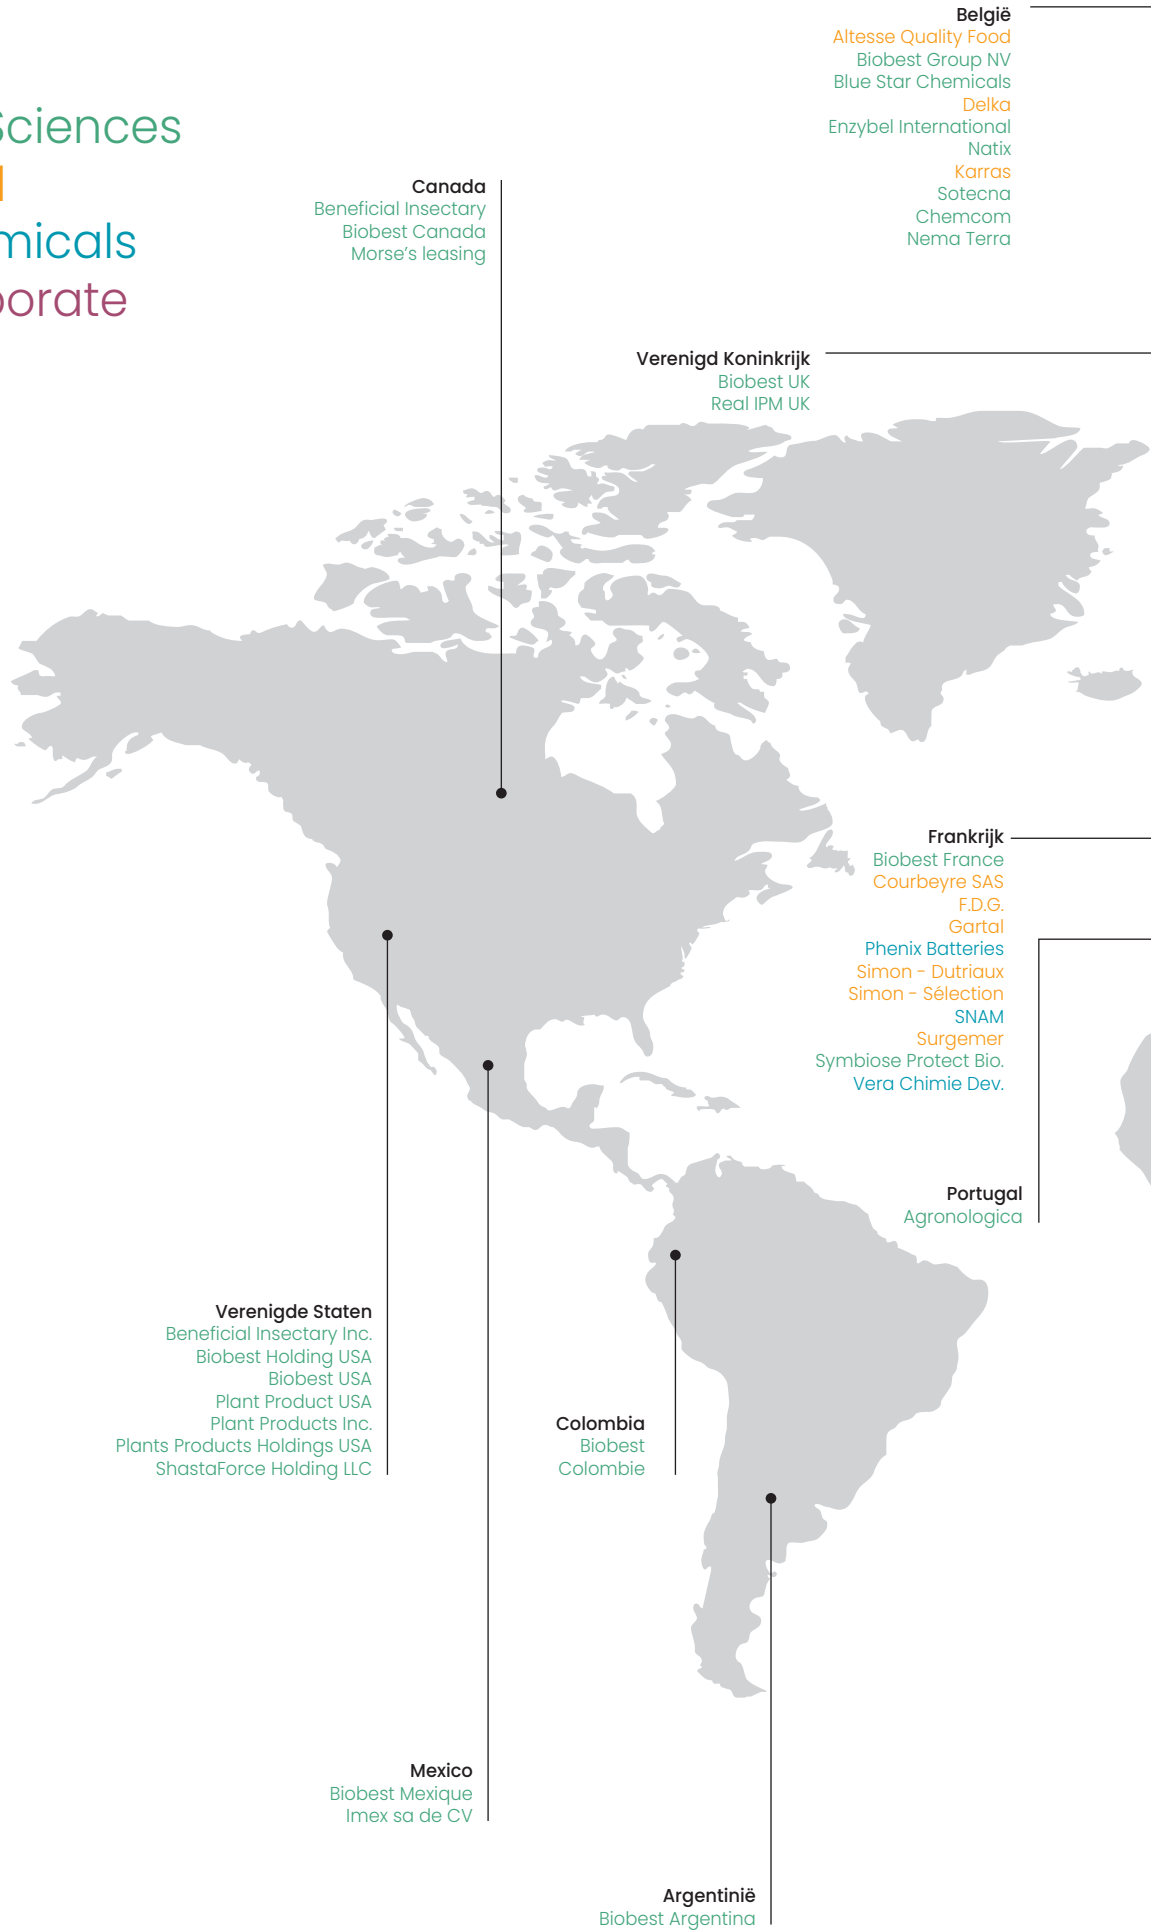 Sciences
micals
porate
België
Altesse Quality Food
Biobest Group NV
Blue Star Chemicals
Delka
Enzybel International
Natix
Karras
Sotecna
Chemcom
Nema Terra
Canada
Beneficial Insectary
Biobest Canada
Morse's leasing
Verenigd Koninkrijk
Biobest UK
Real IPM UK
Frankrijk
Biobest France
Courbeyre SAS
F.D.G.
Gartal
Phenix Batteries
Simon - Dutriaux
Simon - Sélection
SNAM
Surgemer
Symbiose Protect Bio.
Vera Chimie Dev.
Portugal
Agronologica
Verenigde Staten
Beneficial Insectary Inc.
Biobest Holding USA
Biobest USA
Plant Product USA
Plant Products Inc.
Plants Products Holdings USA
ShastaForce Holding LLC
Colombia
Biobest
Colombie
Mexico
Biobest Mexique
Imex sa de CV
Argentinië
Biobest Argentina